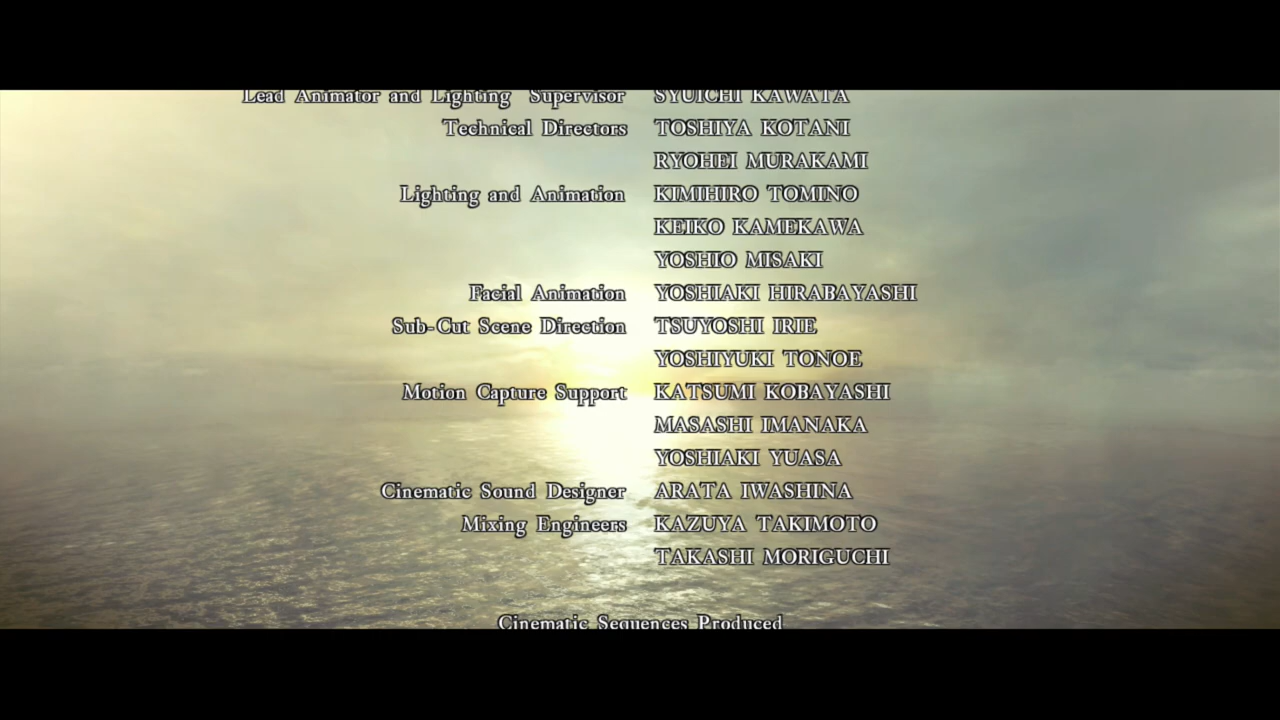 Lead Animator and Lighting Supervisor SYUICHI KAWATA
Technical Directors TOSHIYA KOTANI
RYOHEI MURAKAMI
Lighting and Animation KIMIHIRO TOMINO
KEIKO KAMEKAWA
YOSHIO MISAKI
Facial Animation YOSHIAKI HIRABAYASHI
Sub-Cut Scene Direction TSUYOSHI IRIE
YOSHIYUKI TONOE
Motion Capture Support KATSUMI KOBAYASHI
MASASHI IMANAKA
YOSHIAKI YUASA
Cinematic Sound Designer ARATA IWASHINA
Mixing Engineers KAZUYA TAKIMOTO
TAKASHI MORIGUCHI
Cinematic Sequences Produced